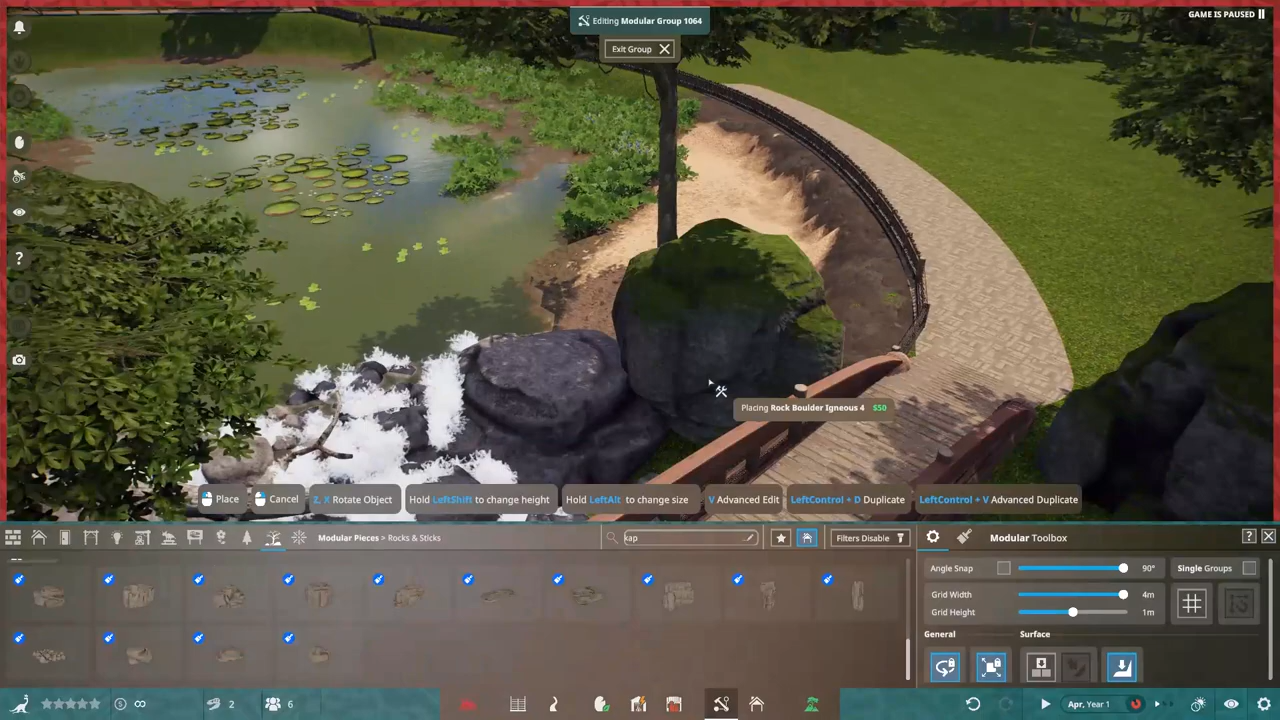 Editing Modular Group 1064
GAME IS PAUSED
Exit Group
Placing Rock Boulder Igneous 4 $50
Place
Cancel
Z, X Rotate Object
Hold LeftShift to change height
Hold LeftAlt to change size
V Advanced Edit
LeftControl + D Duplicate
LeftControl + V Advanced Duplicate
Modular Pieces > Rocks & Sticks
кар
Filters Disable
Modular Toolbox
?
Angle Snap
90°
Single Groups
Grid Width
4m
Grid Height
1m
General
Surface
∞
2
6
Apr, Year 1